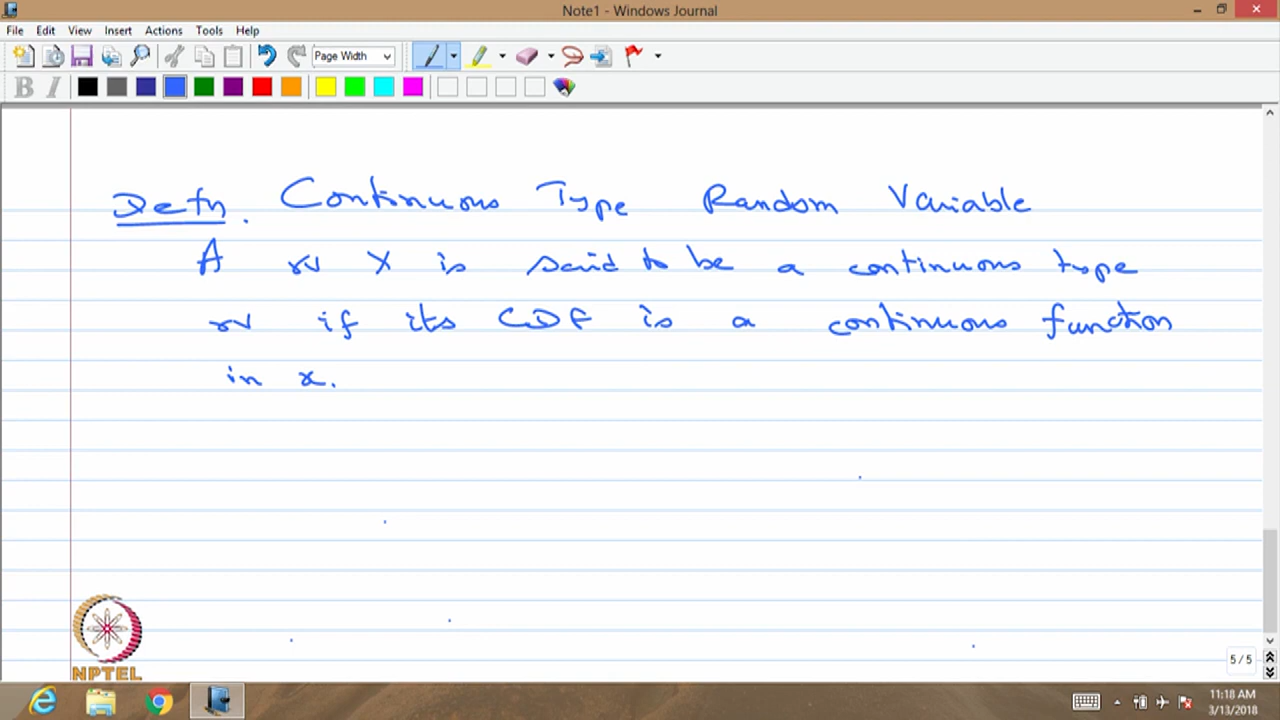 Note1 - Windows Journal
File Edit View Insert Actions Tools Help
Page Width
B I
Defn. Continuous Type Random Variable
A rv X is said to be a continuous type
rv if its CDF is a continuous function
in x.
NPTEL
5 / 5
11:18 AM
3/13/2018